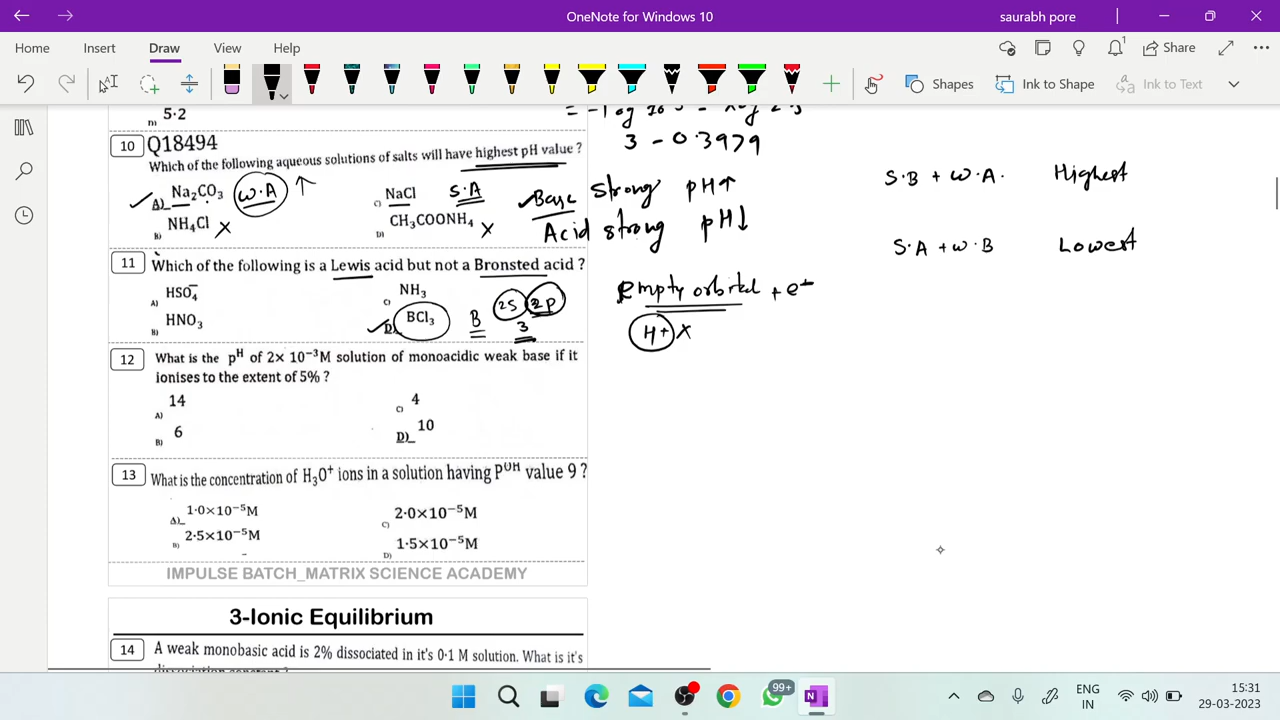 OneNote for Windows 10
saurabh pore
Home Insert Draw View Help
Share
Shapes
Ink to Shape
Ink to Text
D) 5·2
3 - 0.3979
10 Q18494
Which of the following aqueous solutions of salts will have highest pH value ?
A) Na₂CO₃ W·A ↑
C) NaCl S·A
B) NH₄Cl X
D) CH₃COONH₄ X
Base strong pH↑
Acid strong pH↓
S·B + W·A· Highest
S·A + W·B Lowest
11 Which of the following is a Lewis acid but not a Bronsted acid ?
A) HSO₄⁻
C) NH₃
B) HNO₃
D) BCl₃ B 2S 2P
3
Empty orbital + e⁻
H+ X
12 What is the pᴴ of 2× 10⁻³M solution of monoacidic weak base if it
ionises to the extent of 5% ?
A) 14
C) 4
B) 6
D) 10
13 What is the concentration of H₃O⁺ ions in a solution having Pᴼᴴ value 9 ?
A) 1·0×10⁻⁵M
C) 2·0×10⁻⁵M
B) 2·5×10⁻⁵M
D) 1·5×10⁻⁵M
IMPULSE BATCH_MATRIX SCIENCE ACADEMY
3-Ionic Equilibrium
14 A weak monobasic acid is 2% dissociated in it's 0·1 M solution. What is it's
dissociation constant ?
99+
ENG
IN
15:31
29-03-2023